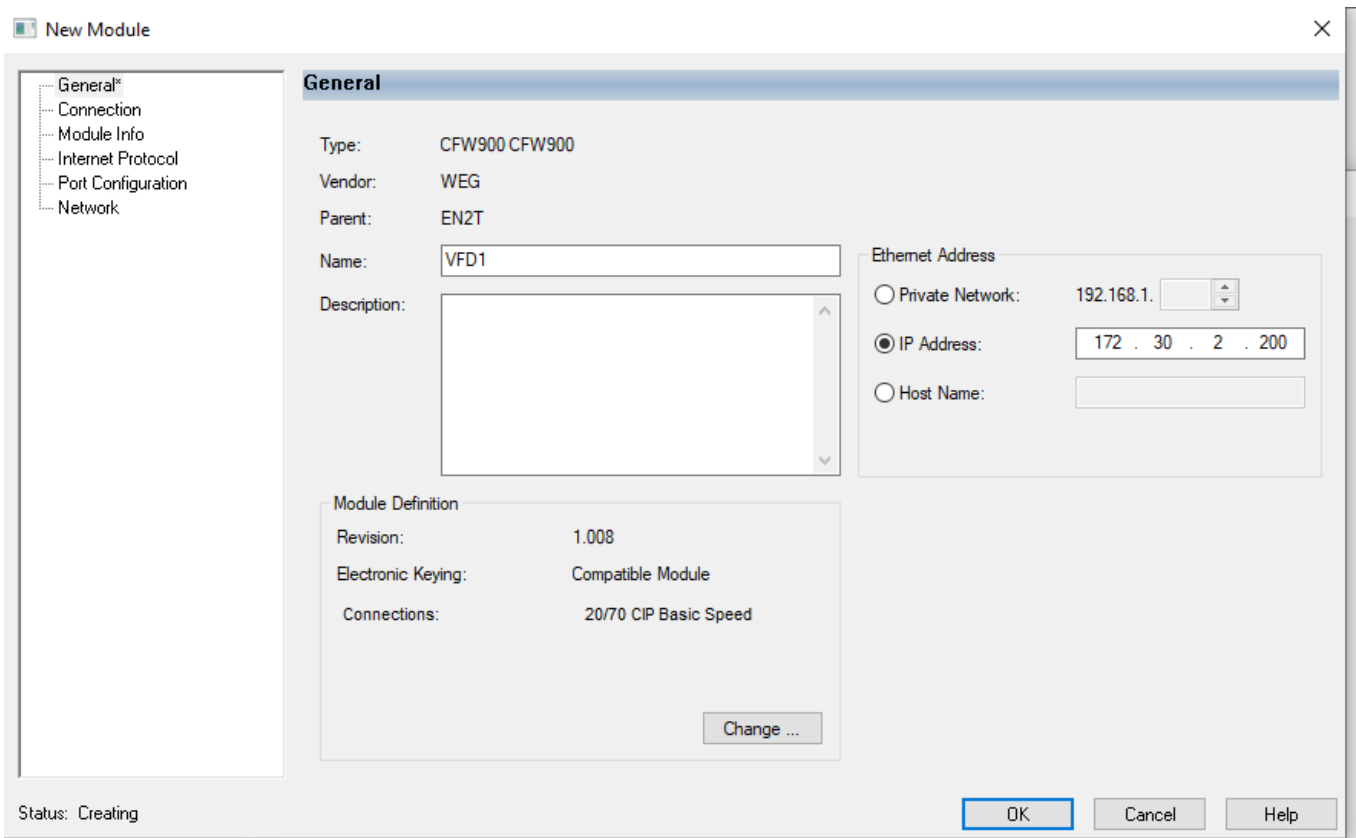 New Module
General*
Connection
Module Info
Internet Protocol
Port Configuration
Network
General
Type: CFW900 CFW900
Vendor: WEG
Parent: EN2T
Name: VFD1
Description:
Ethernet Address
Private Network: 192.168.1.
IP Address: 172 . 30 . 2 . 200
Host Name:
Module Definition
Revision: 1.008
Electronic Keying: Compatible Module
Connections: 20/70 CIP Basic Speed
Change ...
Status: Creating
OK Cancel Help